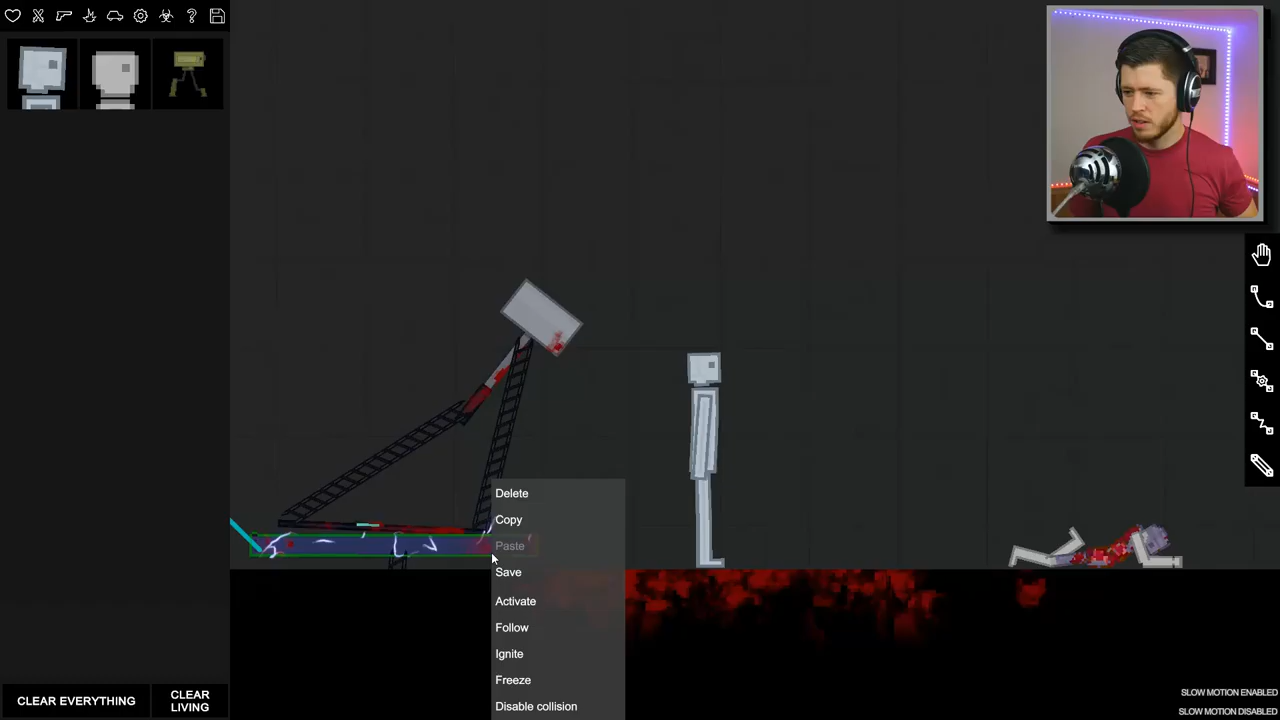 Delete
Copy
Paste
Save
Activate
Follow
Ignite
Freeze
Disable collision
CLEAR EVERYTHING
CLEAR
LIVING
SLOW MOTION ENABLED
SLOW MOTION DISABLED